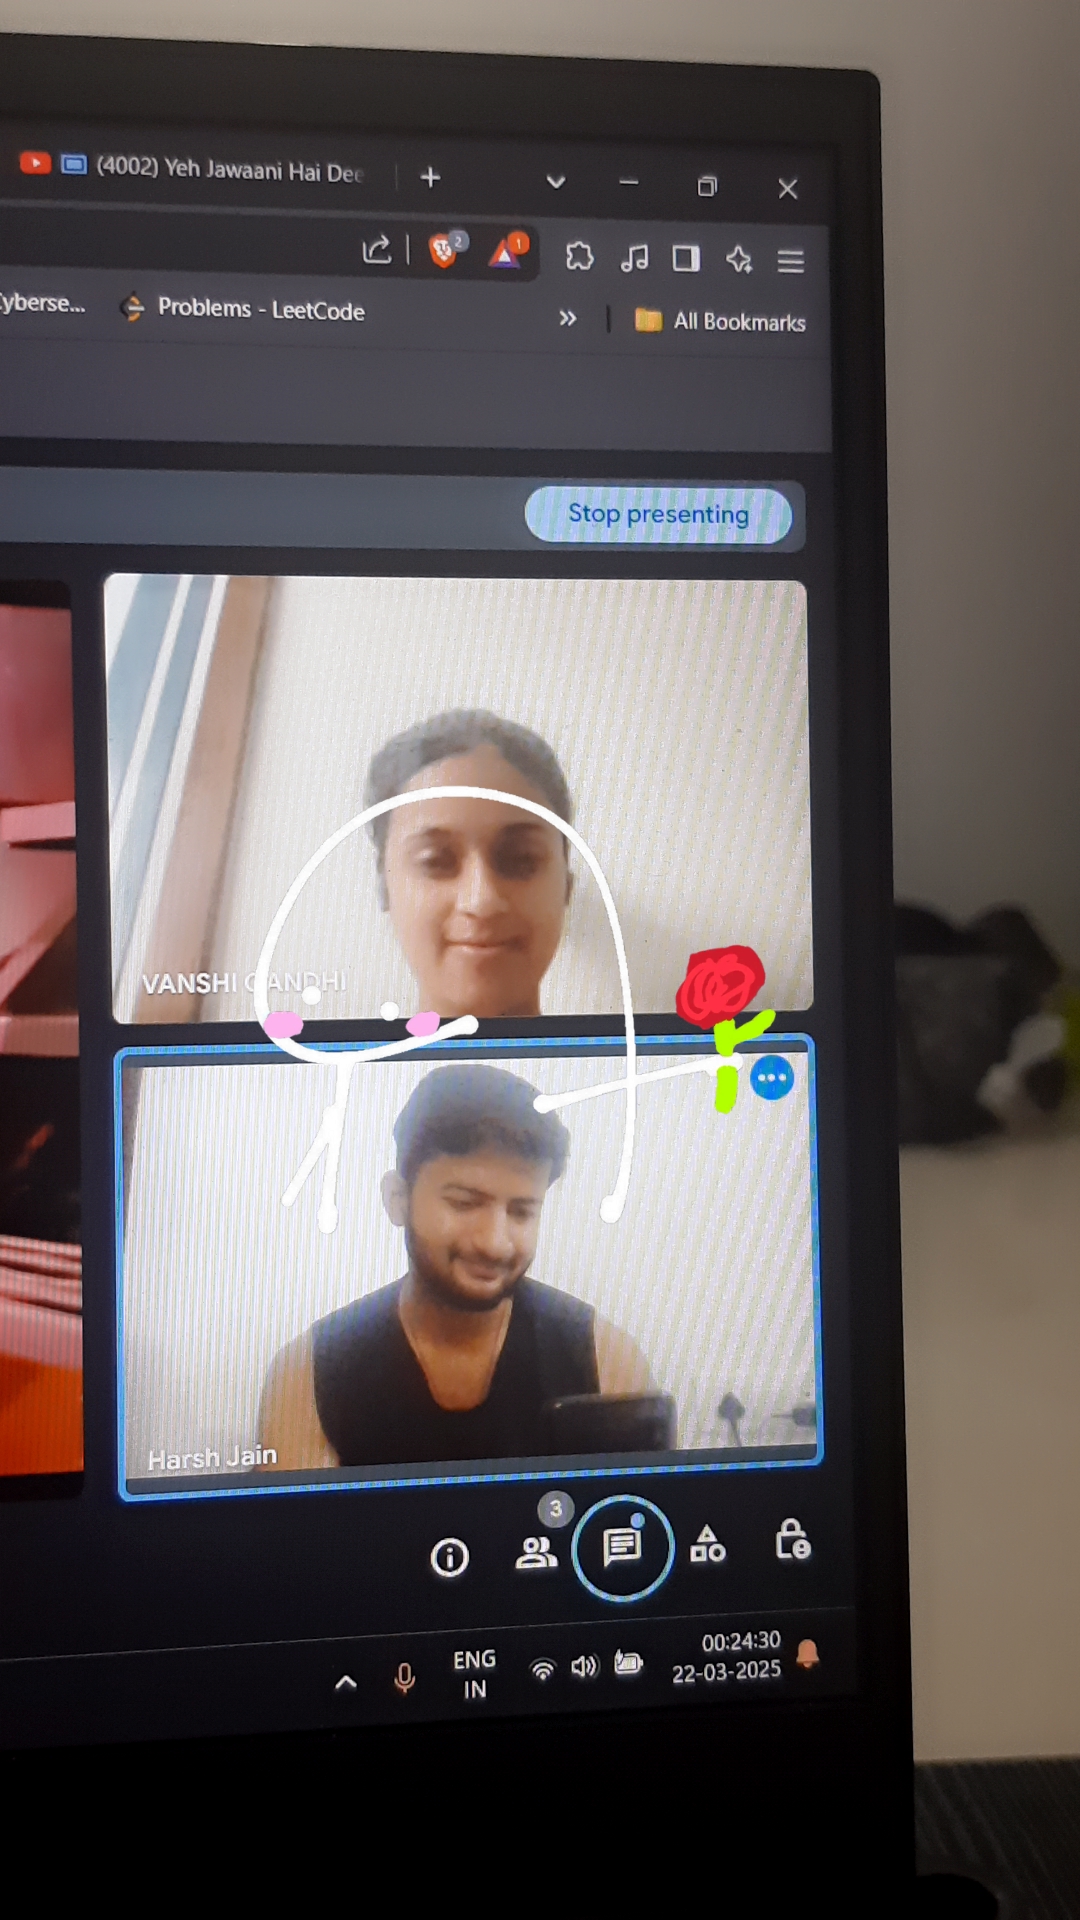 (4002) Yeh Jawaani Hai Dee
2
1
yberse...
Problems - LeetCode
»
All Bookmarks
Stop presenting
VANSHI GANDHI
Harsh Jain
3
ENG
IN
00:24:30
22-03-2025